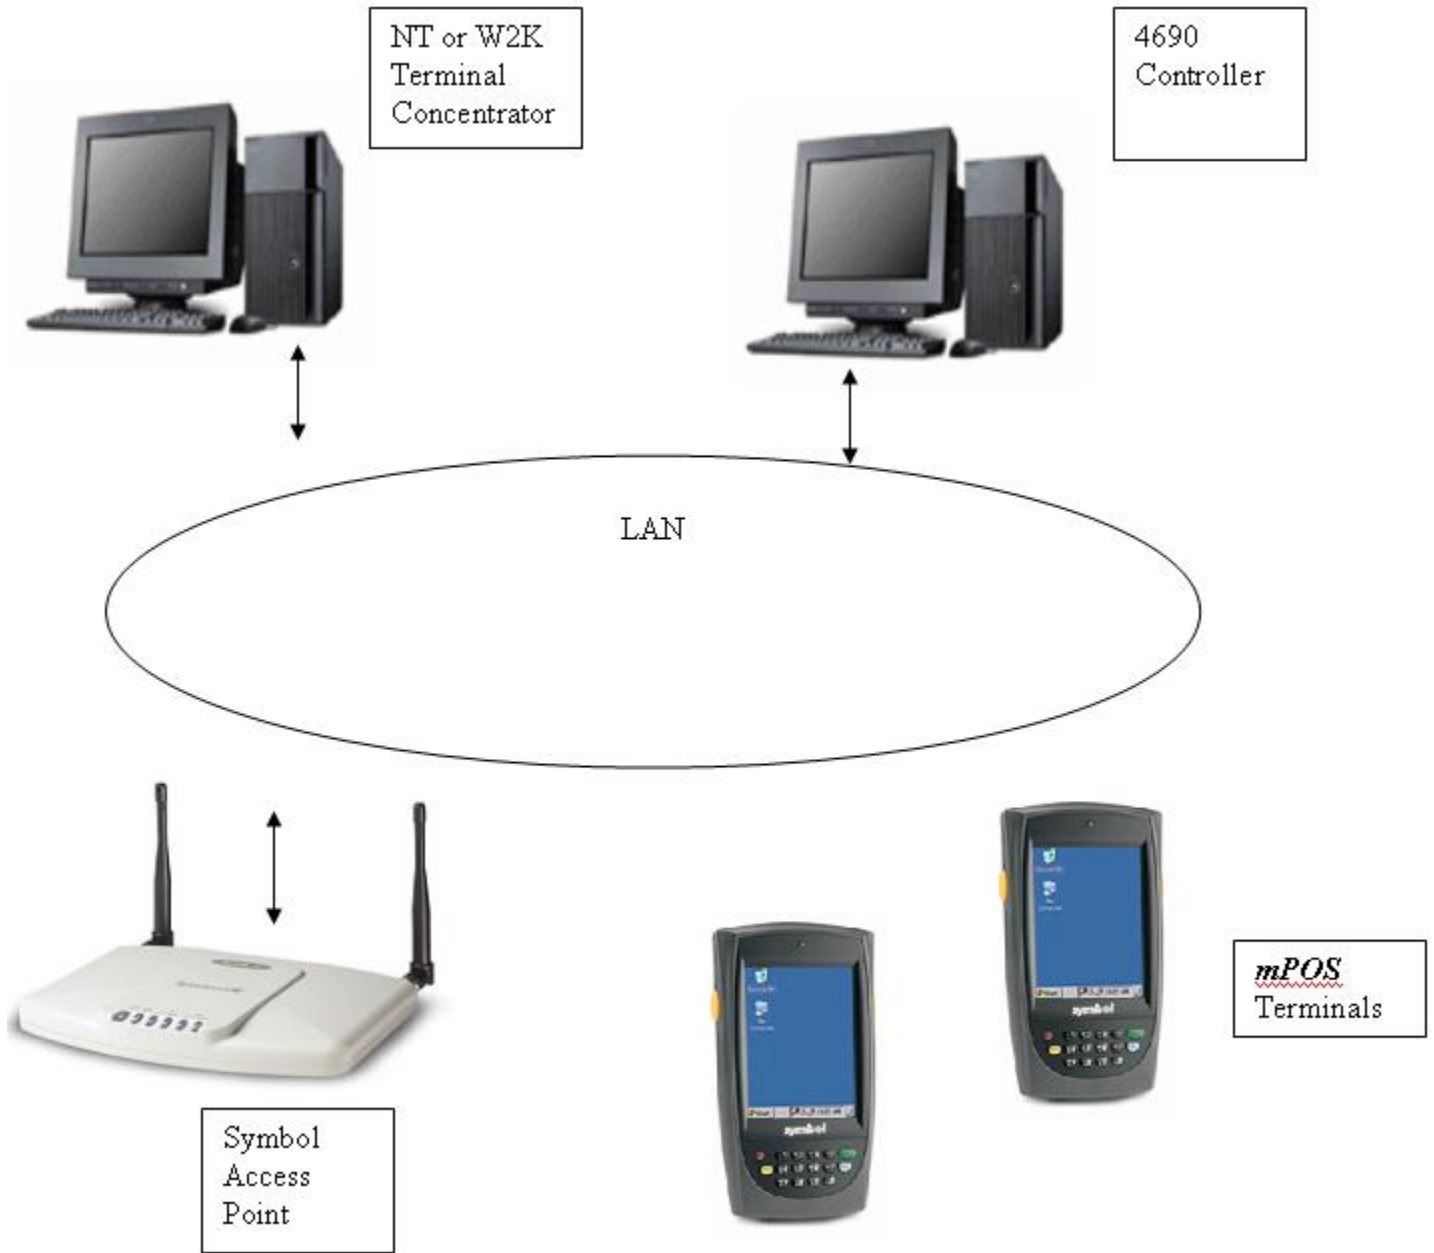 NT or W2K
Terminal
Concentrator
4690
Controller
LAN
symbol
symbol
mPOS
Terminals
Symbol
Access
Point